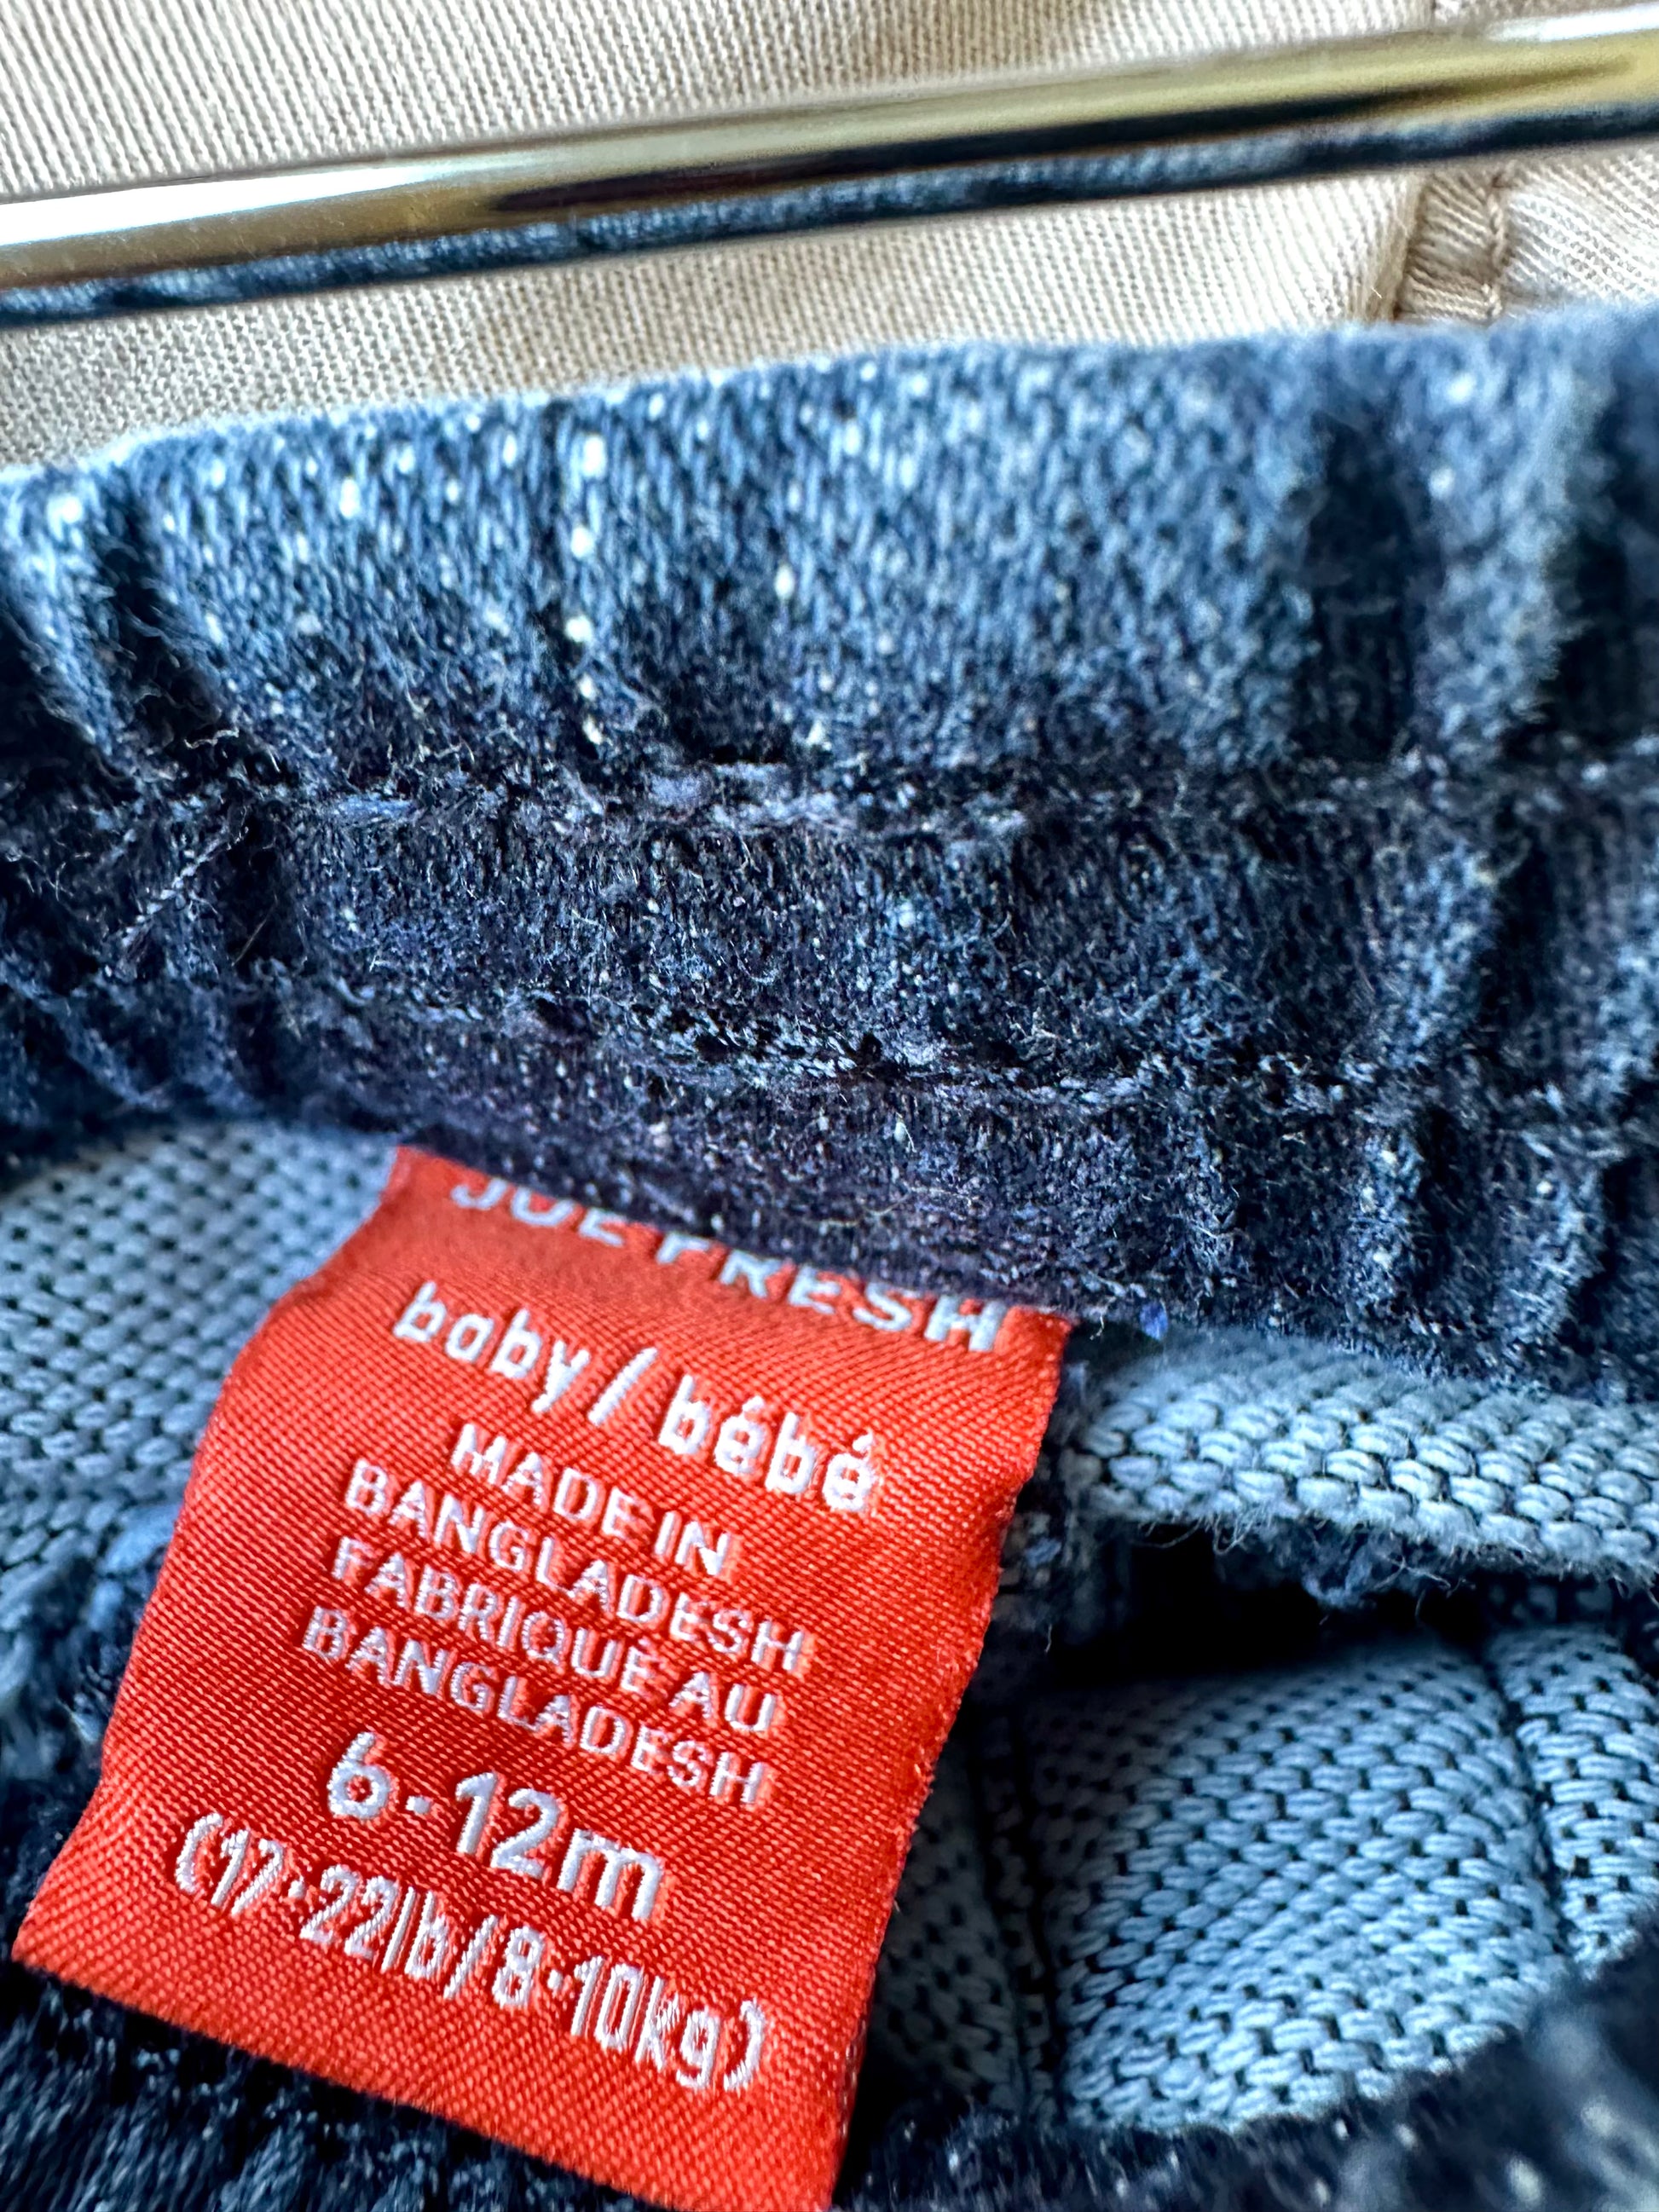 JOE FRESH
baby / bébé
MADE IN
BANGLADESH
FABRIQUÉ AU
BANGLADESH
6-12m
(17-22lb/8-10kg)